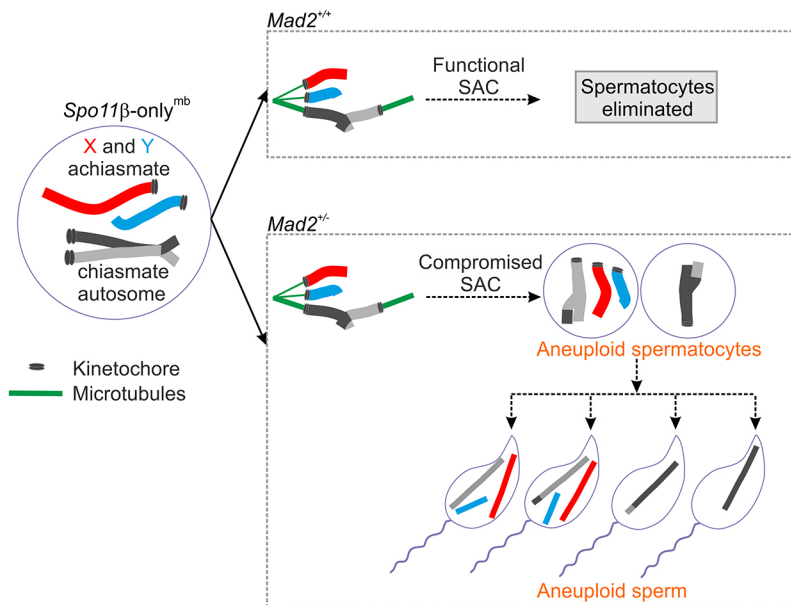 Mad2+/+
Functional
SAC
Spermatocytes
eliminated
Spo11β-onlymb
X and Y
achiasmate
chiasmate
autosome
Kinetochore
Microtubules
Mad2+/-
Compromised
SAC
Aneuploid spermatocytes
Aneuploid sperm